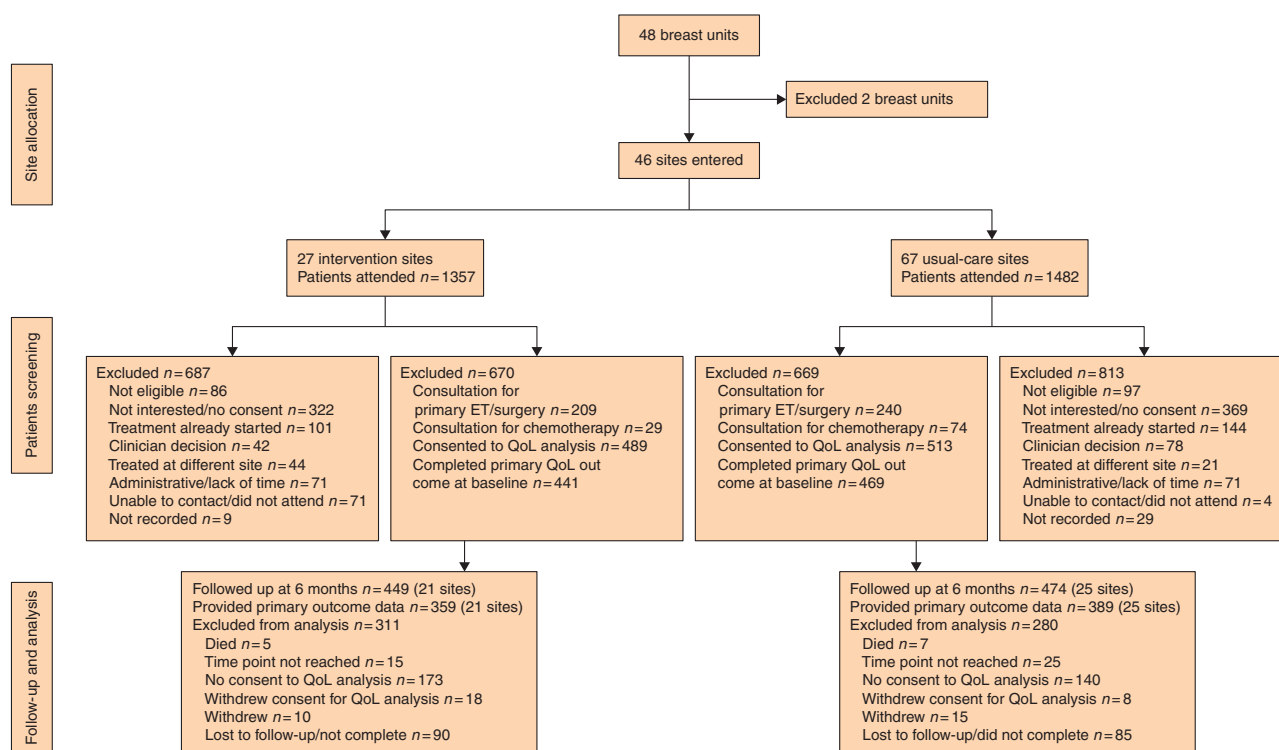 48 breast units
Excluded 2 breast units
46 sites entered
Site allocation
27 intervention sites
Patients attended n=1357
67 usual-care sites
Patients attended n=1482
Patients screening
Excluded n=687
Not eligible n=86
Not interested/no consent n=322
Treatment already started n=101
Clinician decision n=42
Treated at different site n=44
Administrative/lack of time n=71
Unable to contact/did not attend n=71
Not recorded n=9
Excluded n=670
Consultation for
primary ET/surgery n=209
Consultation for chemotherapy n=29
Consented to QoL analysis n=489
Completed primary QoL out
come at baseline n=441
Excluded n=669
Consultation for
primary ET/surgery n=240
Consultation for chemotherapy n=74
Consented to QoL analysis n=513
Completed primary QoL out
come at baseline n=469
Excluded n=813
Not eligible n=97
Not interested/no consent n=369
Treatment already started n=144
Clinician decision n=78
Treated at different site n=21
Administrative/lack of time n=71
Unable to contact/did not attend n=4
Not recorded n=29
Follow-up and analysis
Followed up at 6 months n=449 (21 sites)
Provided primary outcome data n=359 (21 sites)
Excluded from analysis n=311
Died n=5
Time point not reached n=15
No consent to QoL analysis n=173
Withdrew consent for QoL analysis n=18
Withdrew n=10
Lost to follow-up/not complete n=90
Followed up at 6 months n=474 (25 sites)
Provided primary outcome data n=389 (25 sites)
Excluded from analysis n=280
Died n=7
Time point not reached n=25
No consent to QoL analysis n=140
Withdrew consent for QoL analysis n=8
Withdrew n=15
Lost to follow-up/did not complete n=85